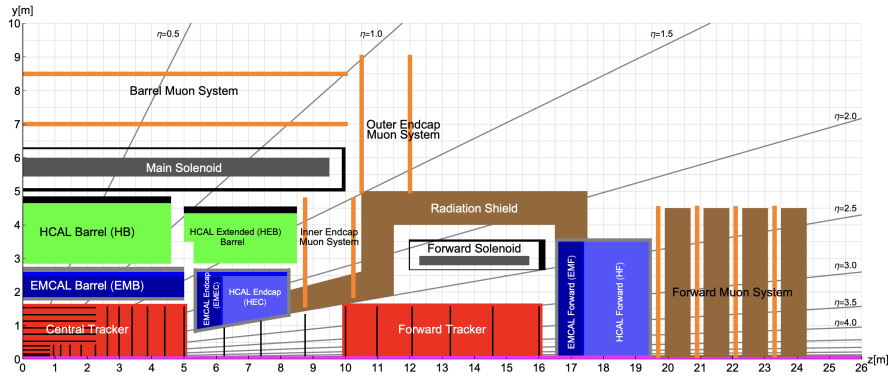 y[m]
10
9
8
7
6
5
4
3
2
1
0
η=0.5
η=1.0
η=1.5
η=2.0
η=2.5
η=3.0
η=3.5
η=4.0
Barrel Muon System
Outer Endcap
Muon System
Main Solenoid
HCAL Barrel (HB)
HCAL Extended (HEB)
Barrel
Inner Endcap
Muon System
Radiation Shield
Forward Solenoid
EMCAL Barrel (EMB)
EMCAL Endcap
(EMEC)
HCAL Endcap
(HEC)
EMCAL Forward (EMF)
HCAL Forward (HF)
Forward Muon System
Central Tracker
Forward Tracker
0 1 2 3 4 5 6 7 8 9 10 11 12 13 14 15 16 17 18 19 20 21 22 23 24 25 26
z[m]